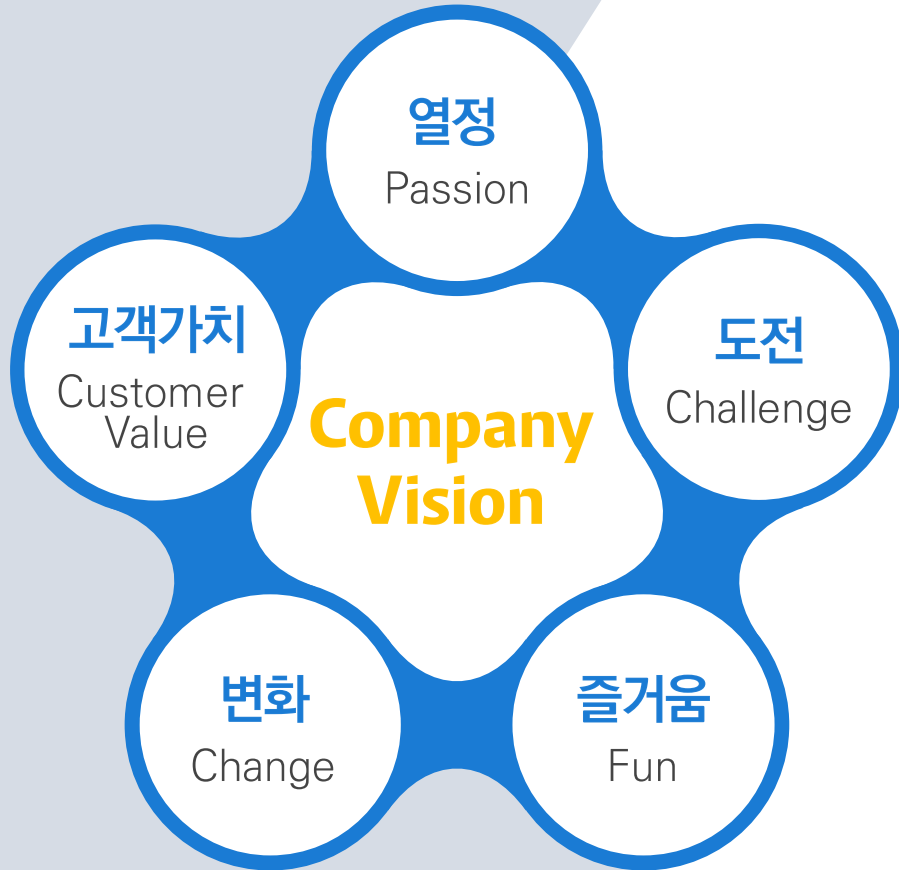 열정
Passion
고객가치
Customer
Value
도전
Challenge
Company
Vision
변화
Change
즐거움
Fun